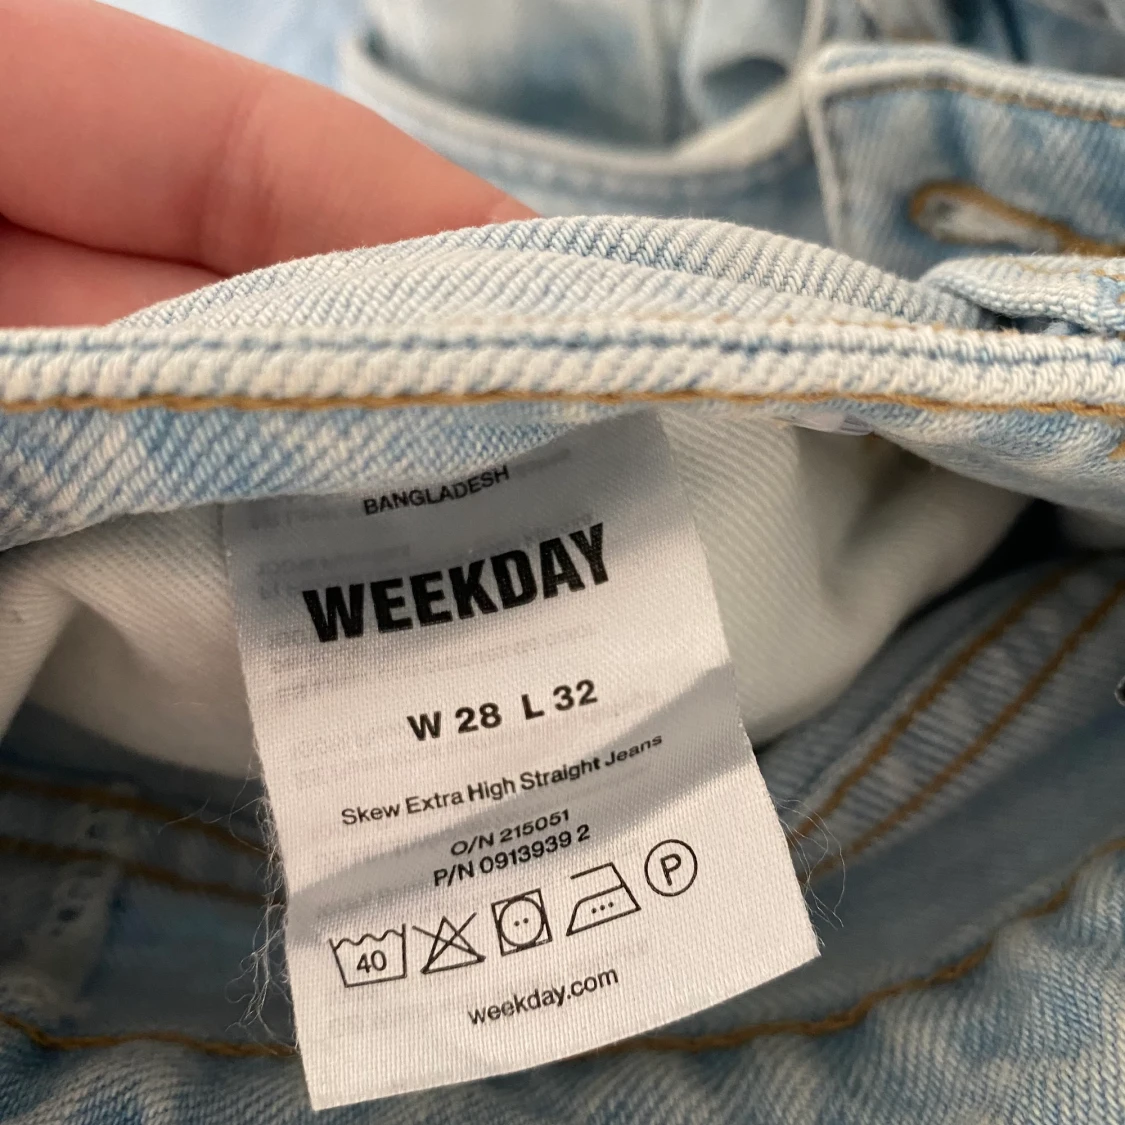 BANGLADESH
WEEKDAY
W 28 L 32
Skew Extra High Straight Jeans
O/N 215051
P/N 0913939 2
40
P
weekday.com